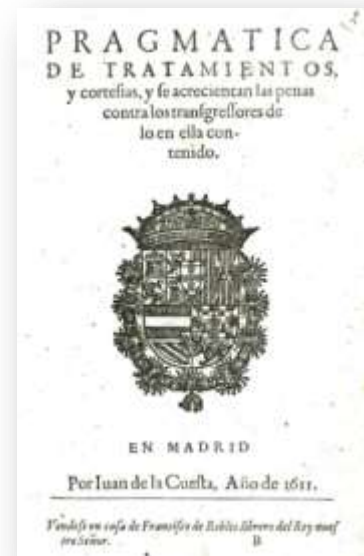 PRAGMATICA
DE TRATAMIENTOS,
y cortesias, y se acrecientan las penas
contra los transgressores de
lo en ella con-
tenido.
EN MADRID
Por Iuan de la Cuesta, Año de 1611.
Vendese en casa de Francisco de Robles librero del Rey nues
tro Señor.
B